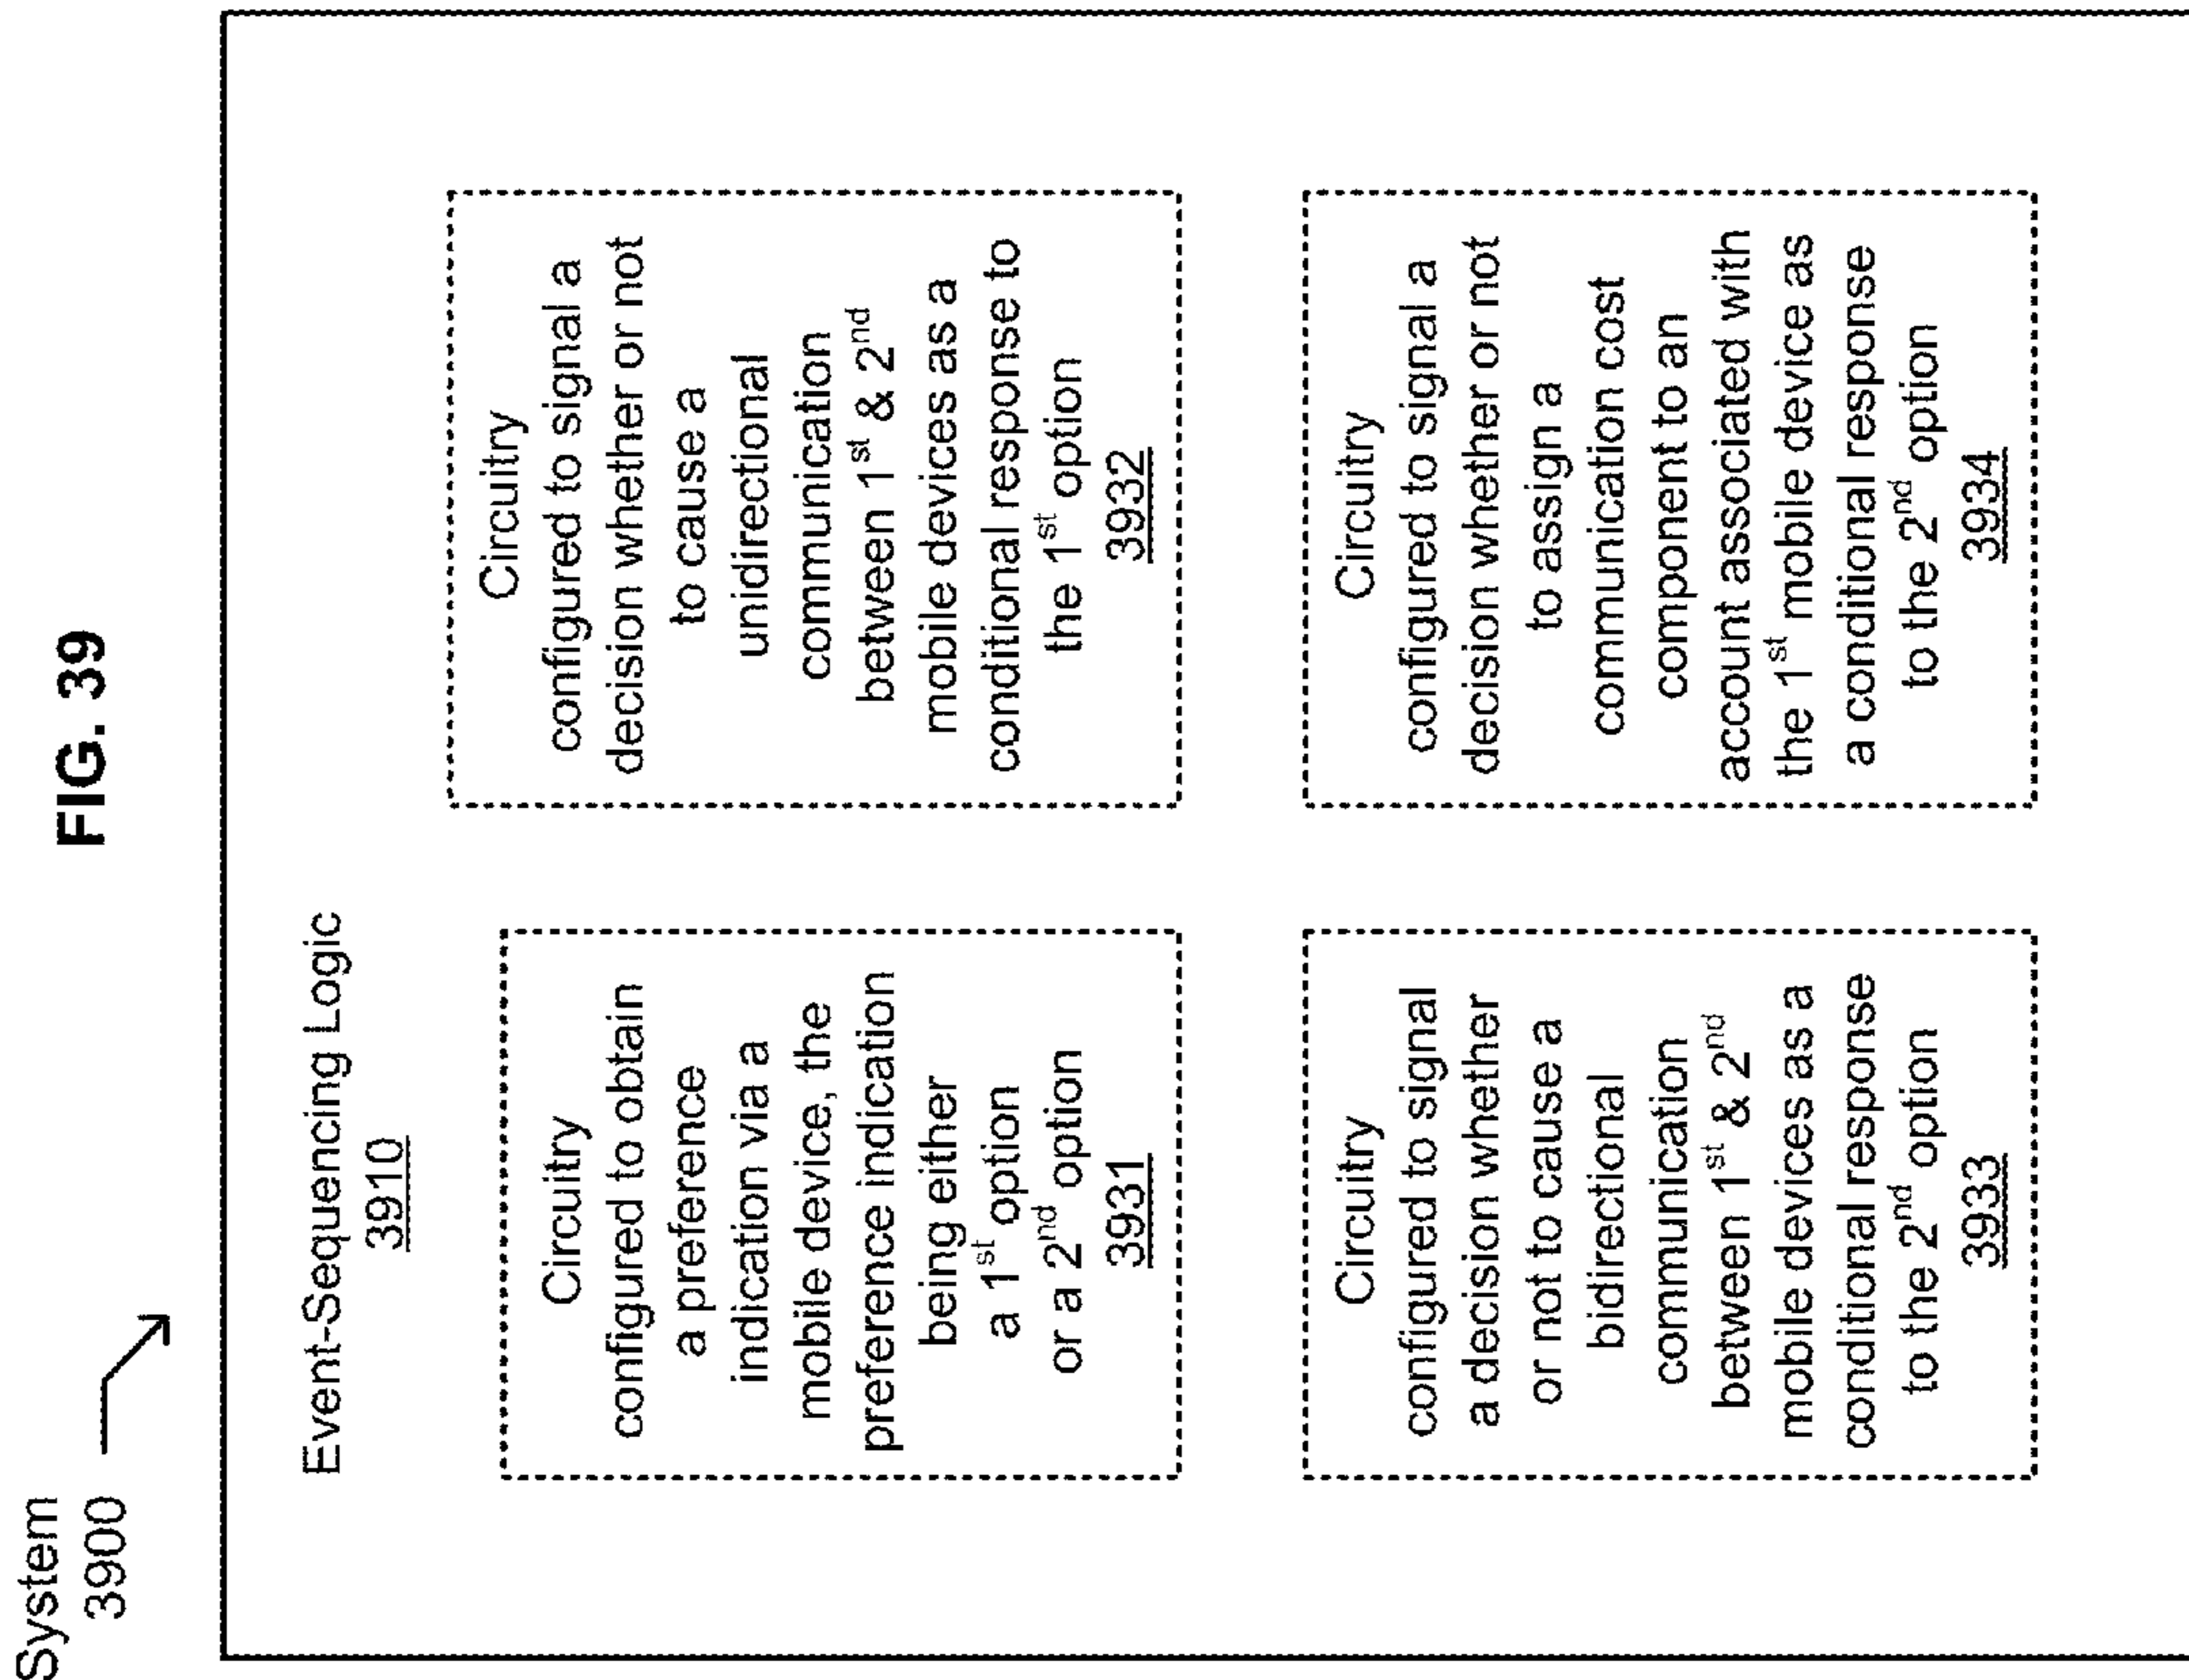 FIG. 39
System
3900
Event-Sequencing Logic
3910
Circuitry
configured to obtain
a preference
indication via a
mobile device, the
preference indication
being either
a 1st option
or a 2nd option
3931
Circuitry
configured to signal a
decision whether or not
to cause a
unidirectional
communication
between 1st & 2nd
mobile devices as a
conditional response to
the 1st option
3932
Circuitry
configured to signal
a decision whether
or not to cause a
bidirectional
communication
between 1st & 2nd
mobile devices as a
conditional response
to the 2nd option
3933
Circuitry
configured to signal a
decision whether or not
to assign a
communication cost
component to an
account associated with
the 1st mobile device as
a conditional response
to the 2nd option
3934